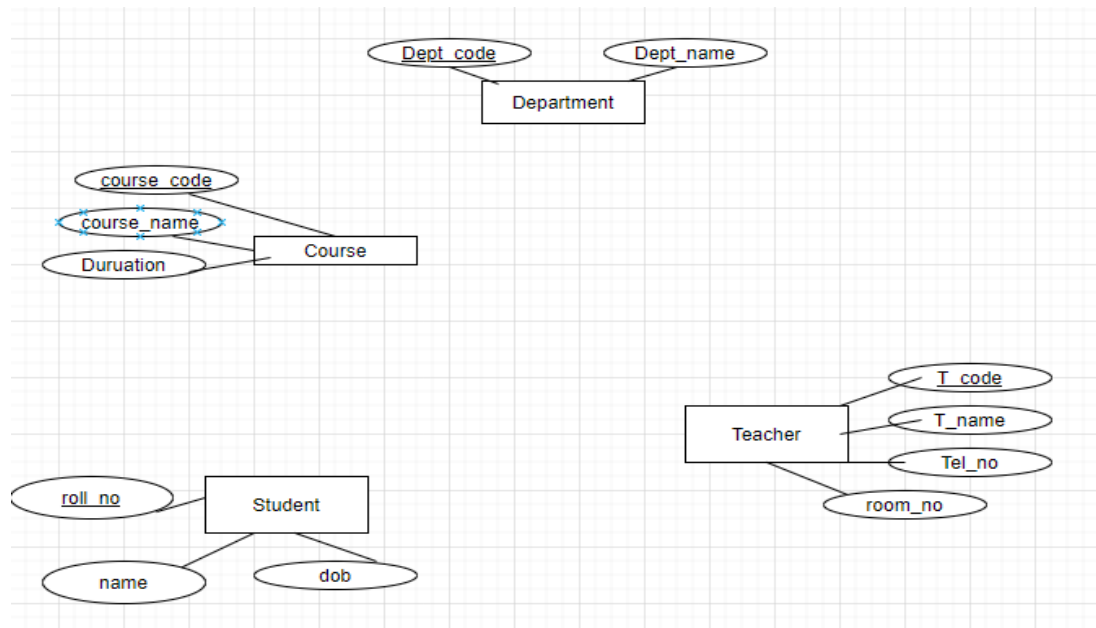 Dept_code
Dept_name
Department
course_code
course_name
Duruation
Course
T_code
T_name
Teacher
Tel_no
room_no
roll_no
Student
name
dob